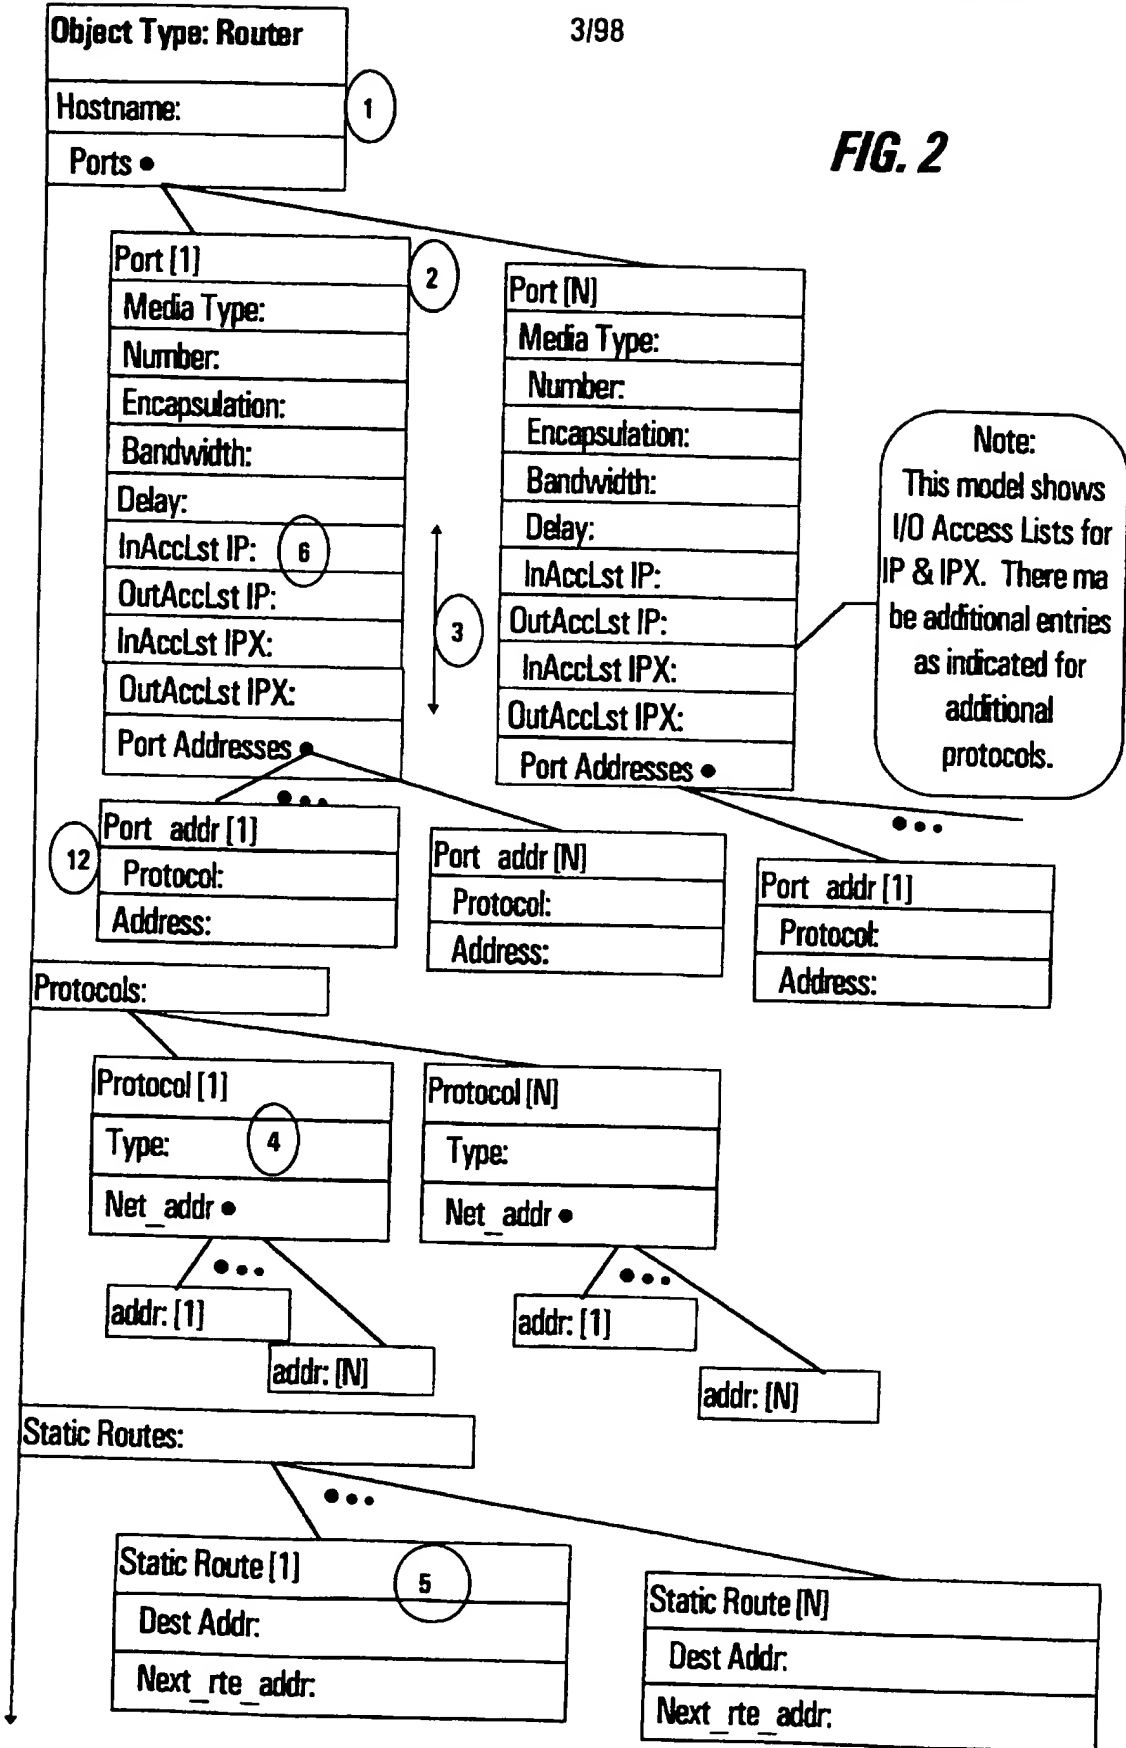 3/98
FIG. 2
Object Type: Router
Hostname:
1
Ports •
Port [1]
2
Media Type:
Number:
Encapsulation:
Bandwidth:
Delay:
InAccLst IP:
6
OutAccLst IP:
3
InAccLst IPX:
OutAccLst IPX:
Port Addresses •
Port [N]
Media Type:
Number:
Encapsulation:
Bandwidth:
Delay:
InAccLst IP:
OutAccLst IP:
InAccLst IPX:
OutAccLst IPX:
Port Addresses •
Note:
This model shows
I/O Access Lists for
IP & IPX. There ma
be additional entries
as indicated for
additional
protocols.
12
Port addr [1]
Protocol:
Address:
Port addr [N]
Protocol:
Address:
Port addr [1]
Protocol:
Address:
Protocols:
Protocol [1]
Type:
4
Net_addr •
Protocol [N]
Type:
Net_addr •
addr: [1]
addr: [N]
addr: [1]
addr: [N]
Static Routes:
Static Route [1]
5
Dest Addr:
Next_rte_addr:
Static Route [N]
Dest Addr:
Next_rte_addr: